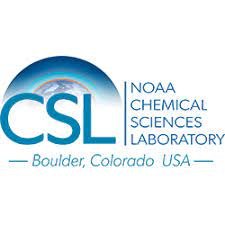 CSL
NOAA
CHEMICAL
SCIENCES
LABORATORY
Boulder, Colorado USA